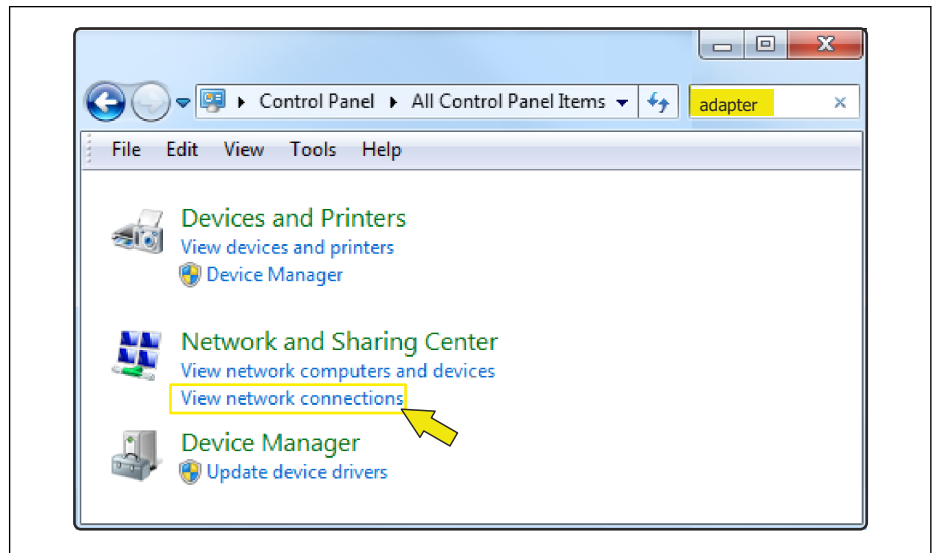 Control Panel All Control Panel Items adapter
File Edit View Tools Help
Devices and Printers
View devices and printers
Device Manager
Network and Sharing Center
View network computers and devices
View network connections
Device Manager
Update device drivers